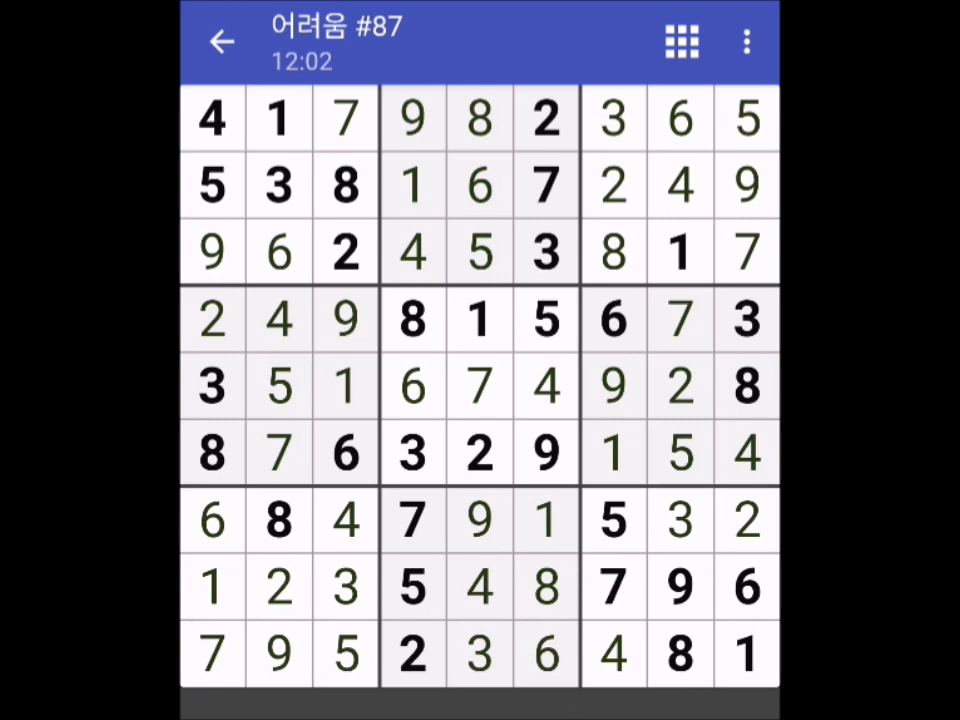 어려움 #87
12:02
4 1 7 9 8 2 3 6 5
5 3 8 1 6 7 2 4 9
9 6 2 4 5 3 8 1 7
2 4 9 8 1 5 6 7 3
3 5 1 6 7 4 9 2 8
8 7 6 3 2 9 1 5 4
6 8 4 7 9 1 5 3 2
1 2 3 5 4 8 7 9 6
7 9 5 2 3 6 4 8 1